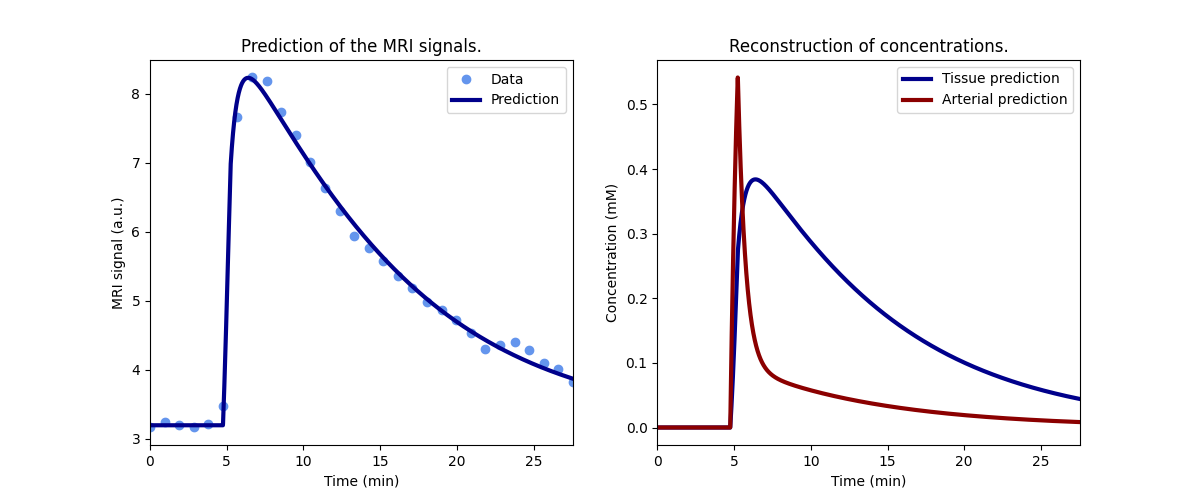 Prediction of the MRI signals.
Data
Prediction
MRI signal (a.u.)
8
7
6
5
4
3
0 5 10 15 20 25
Time (min)
Reconstruction of concentrations.
Tissue prediction
Arterial prediction
Concentration (mM)
0.5
0.4
0.3
0.2
0.1
0.0
0 5 10 15 20 25
Time (min)